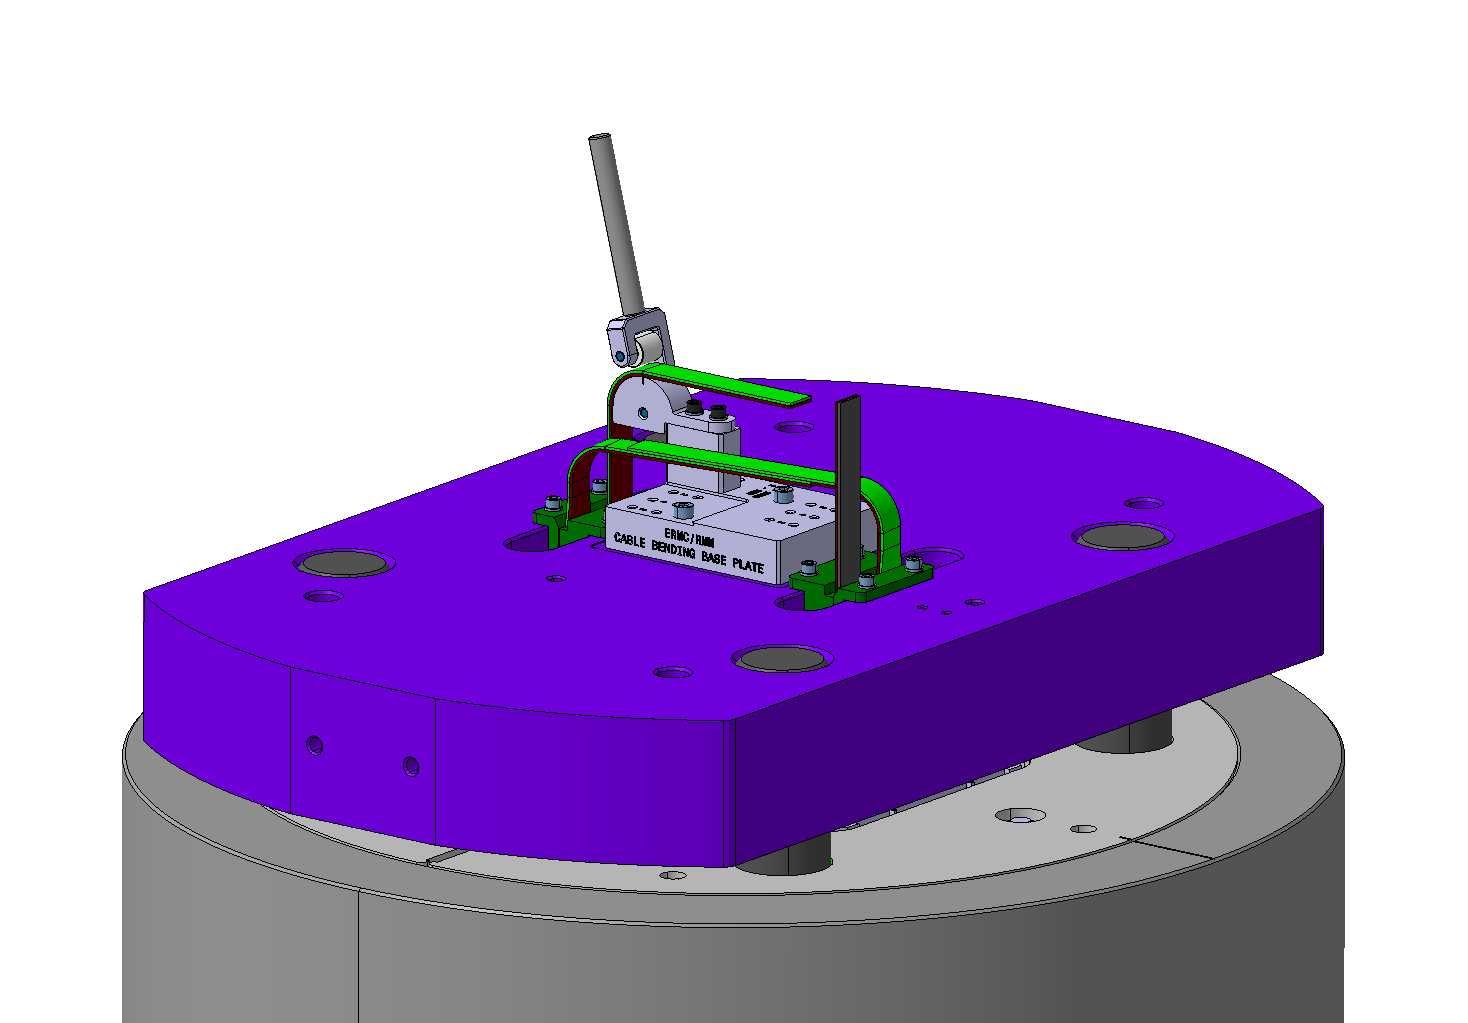 ERMC/RMM
CABLE BENDING BASE PLATE